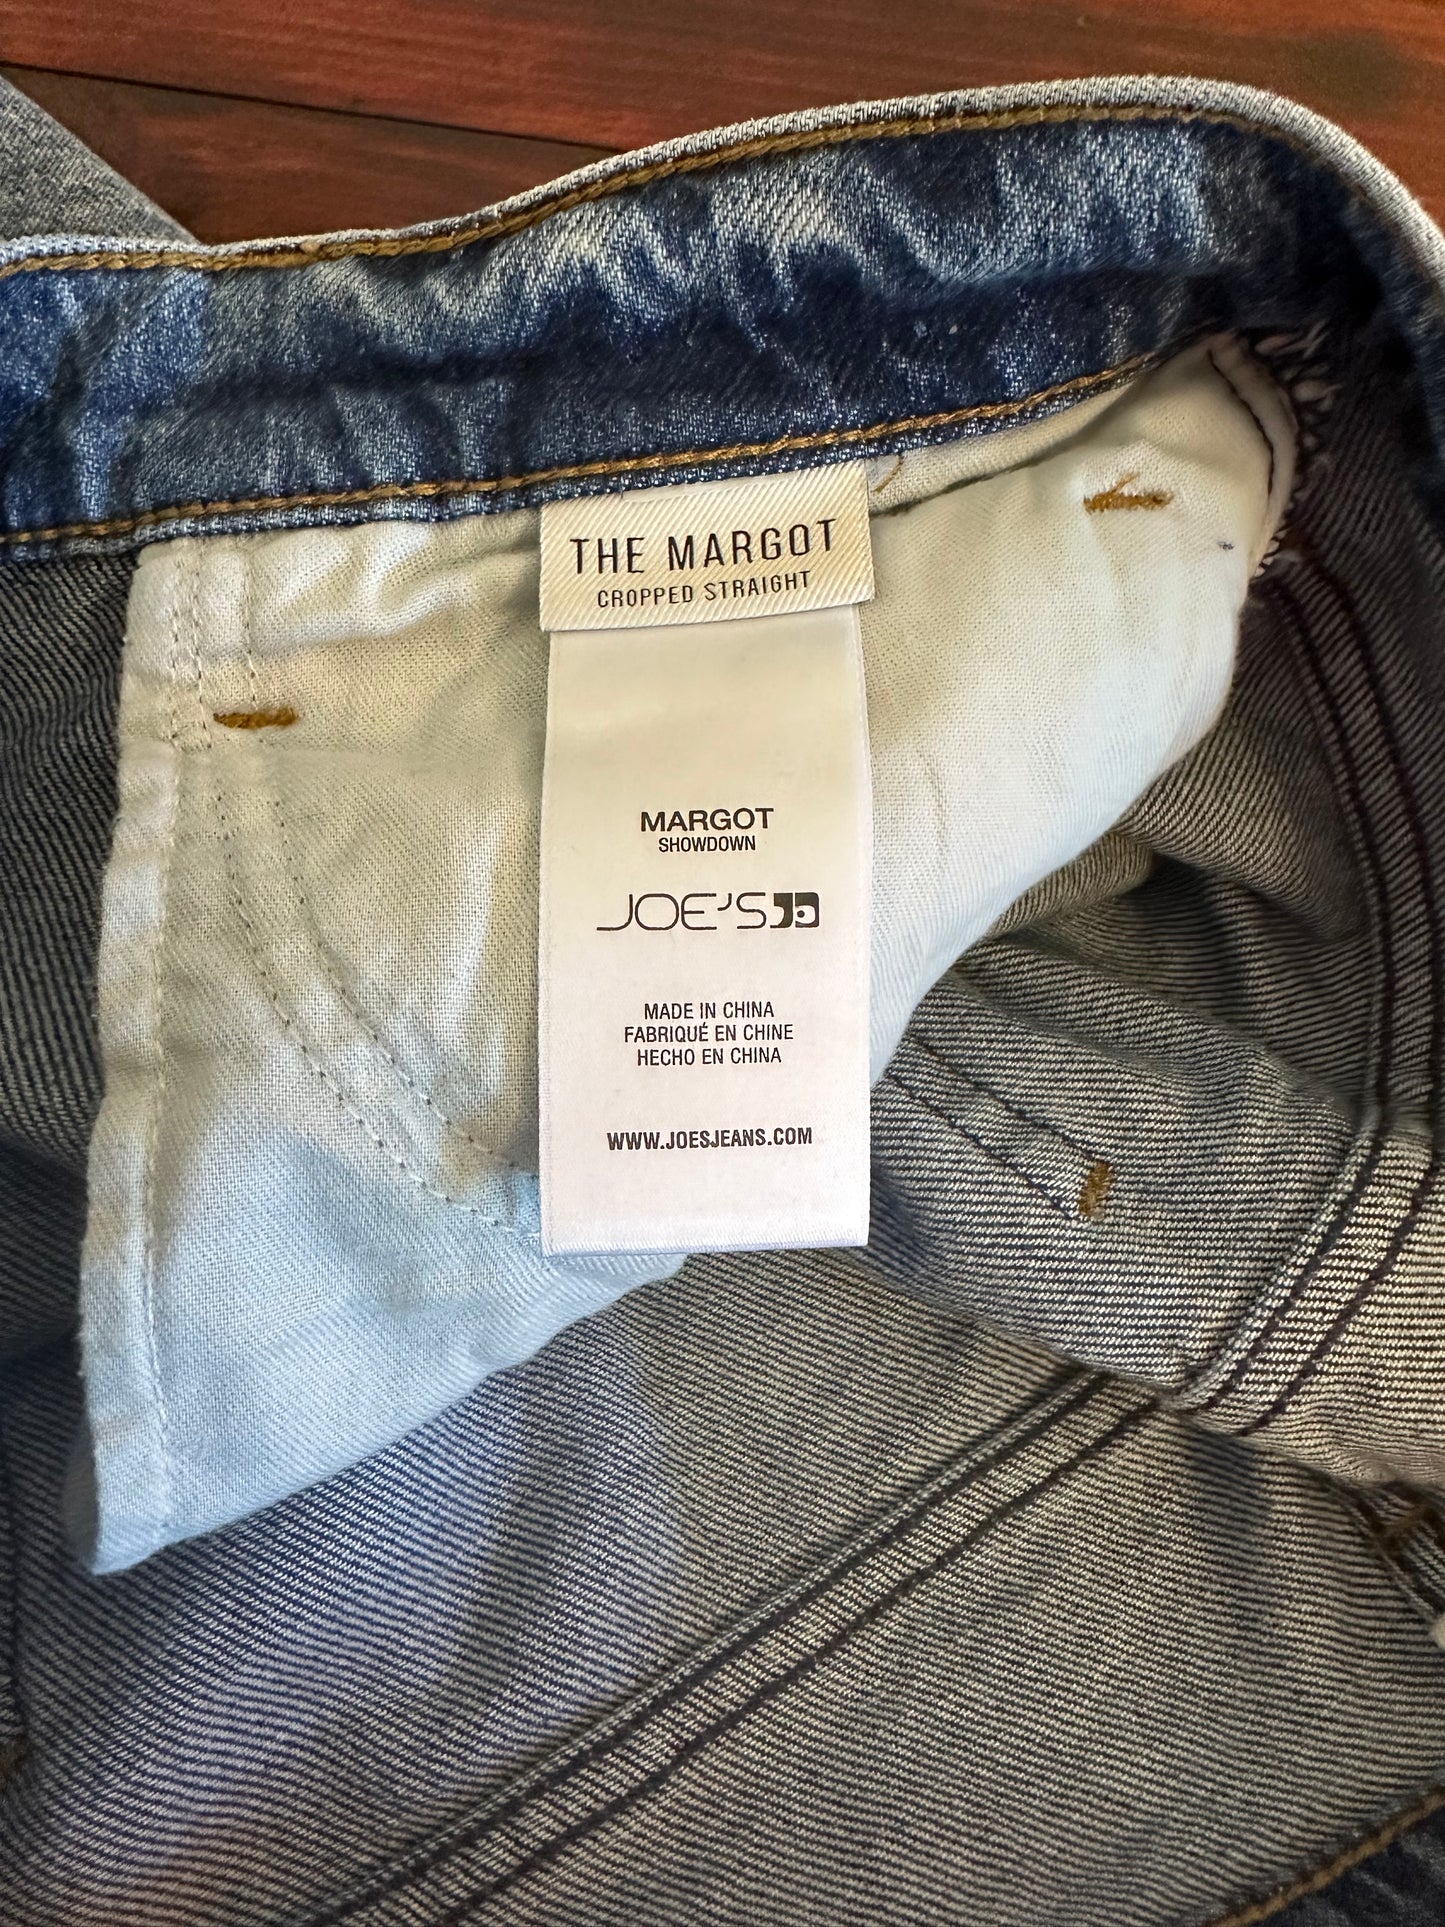 THE MARGOT
CROPPED STRAIGHT
MARGOT
SHOWDOWN
JOE'S
MADE IN CHINA
FABRIQUÉ EN CHINE
HECHO EN CHINA
WWW.JOESJEANS.COM